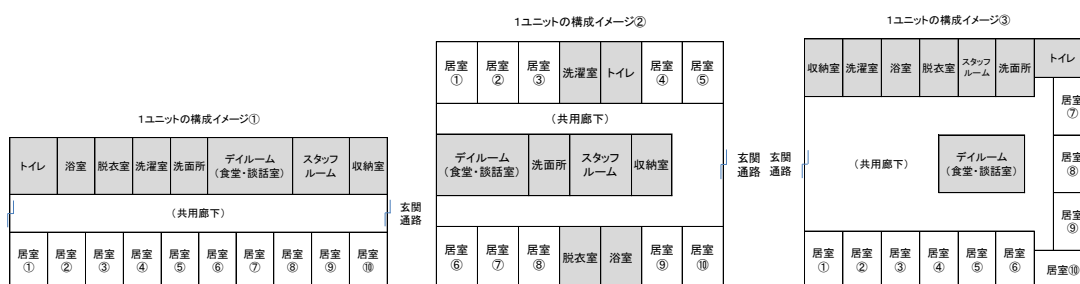 1ユニットの構成イメージ①
トイレ
浴室
脱衣室
洗濯室
洗面所
デイルーム
(食堂・談話室)
スタッフ
ルーム
収納室
(共用廊下)
玄関
通路
居室
①
居室
②
居室
③
居室
④
居室
⑤
居室
⑥
居室
⑦
居室
⑧
居室
⑨
居室
⑩
1ユニットの構成イメージ②
居室
①
居室
②
居室
③
洗濯室
トイレ
居室
④
居室
⑤
(共用廊下)
デイルーム
(食堂・談話室)
洗面所
スタッフ
ルーム
収納室
玄関
通路
居室
⑥
居室
⑦
居室
⑧
脱衣室
浴室
居室
⑨
居室
⑩
1ユニットの構成イメージ③
収納室
洗濯室
浴室
脱衣室
スタッフ
ルーム
洗面所
トイレ
居室
⑦
玄関
通路
(共用廊下)
デイルーム
(食堂・談話室)
居室
⑧
居室
⑨
居室
①
居室
②
居室
③
居室
④
居室
⑤
居室
⑥
居室⑩